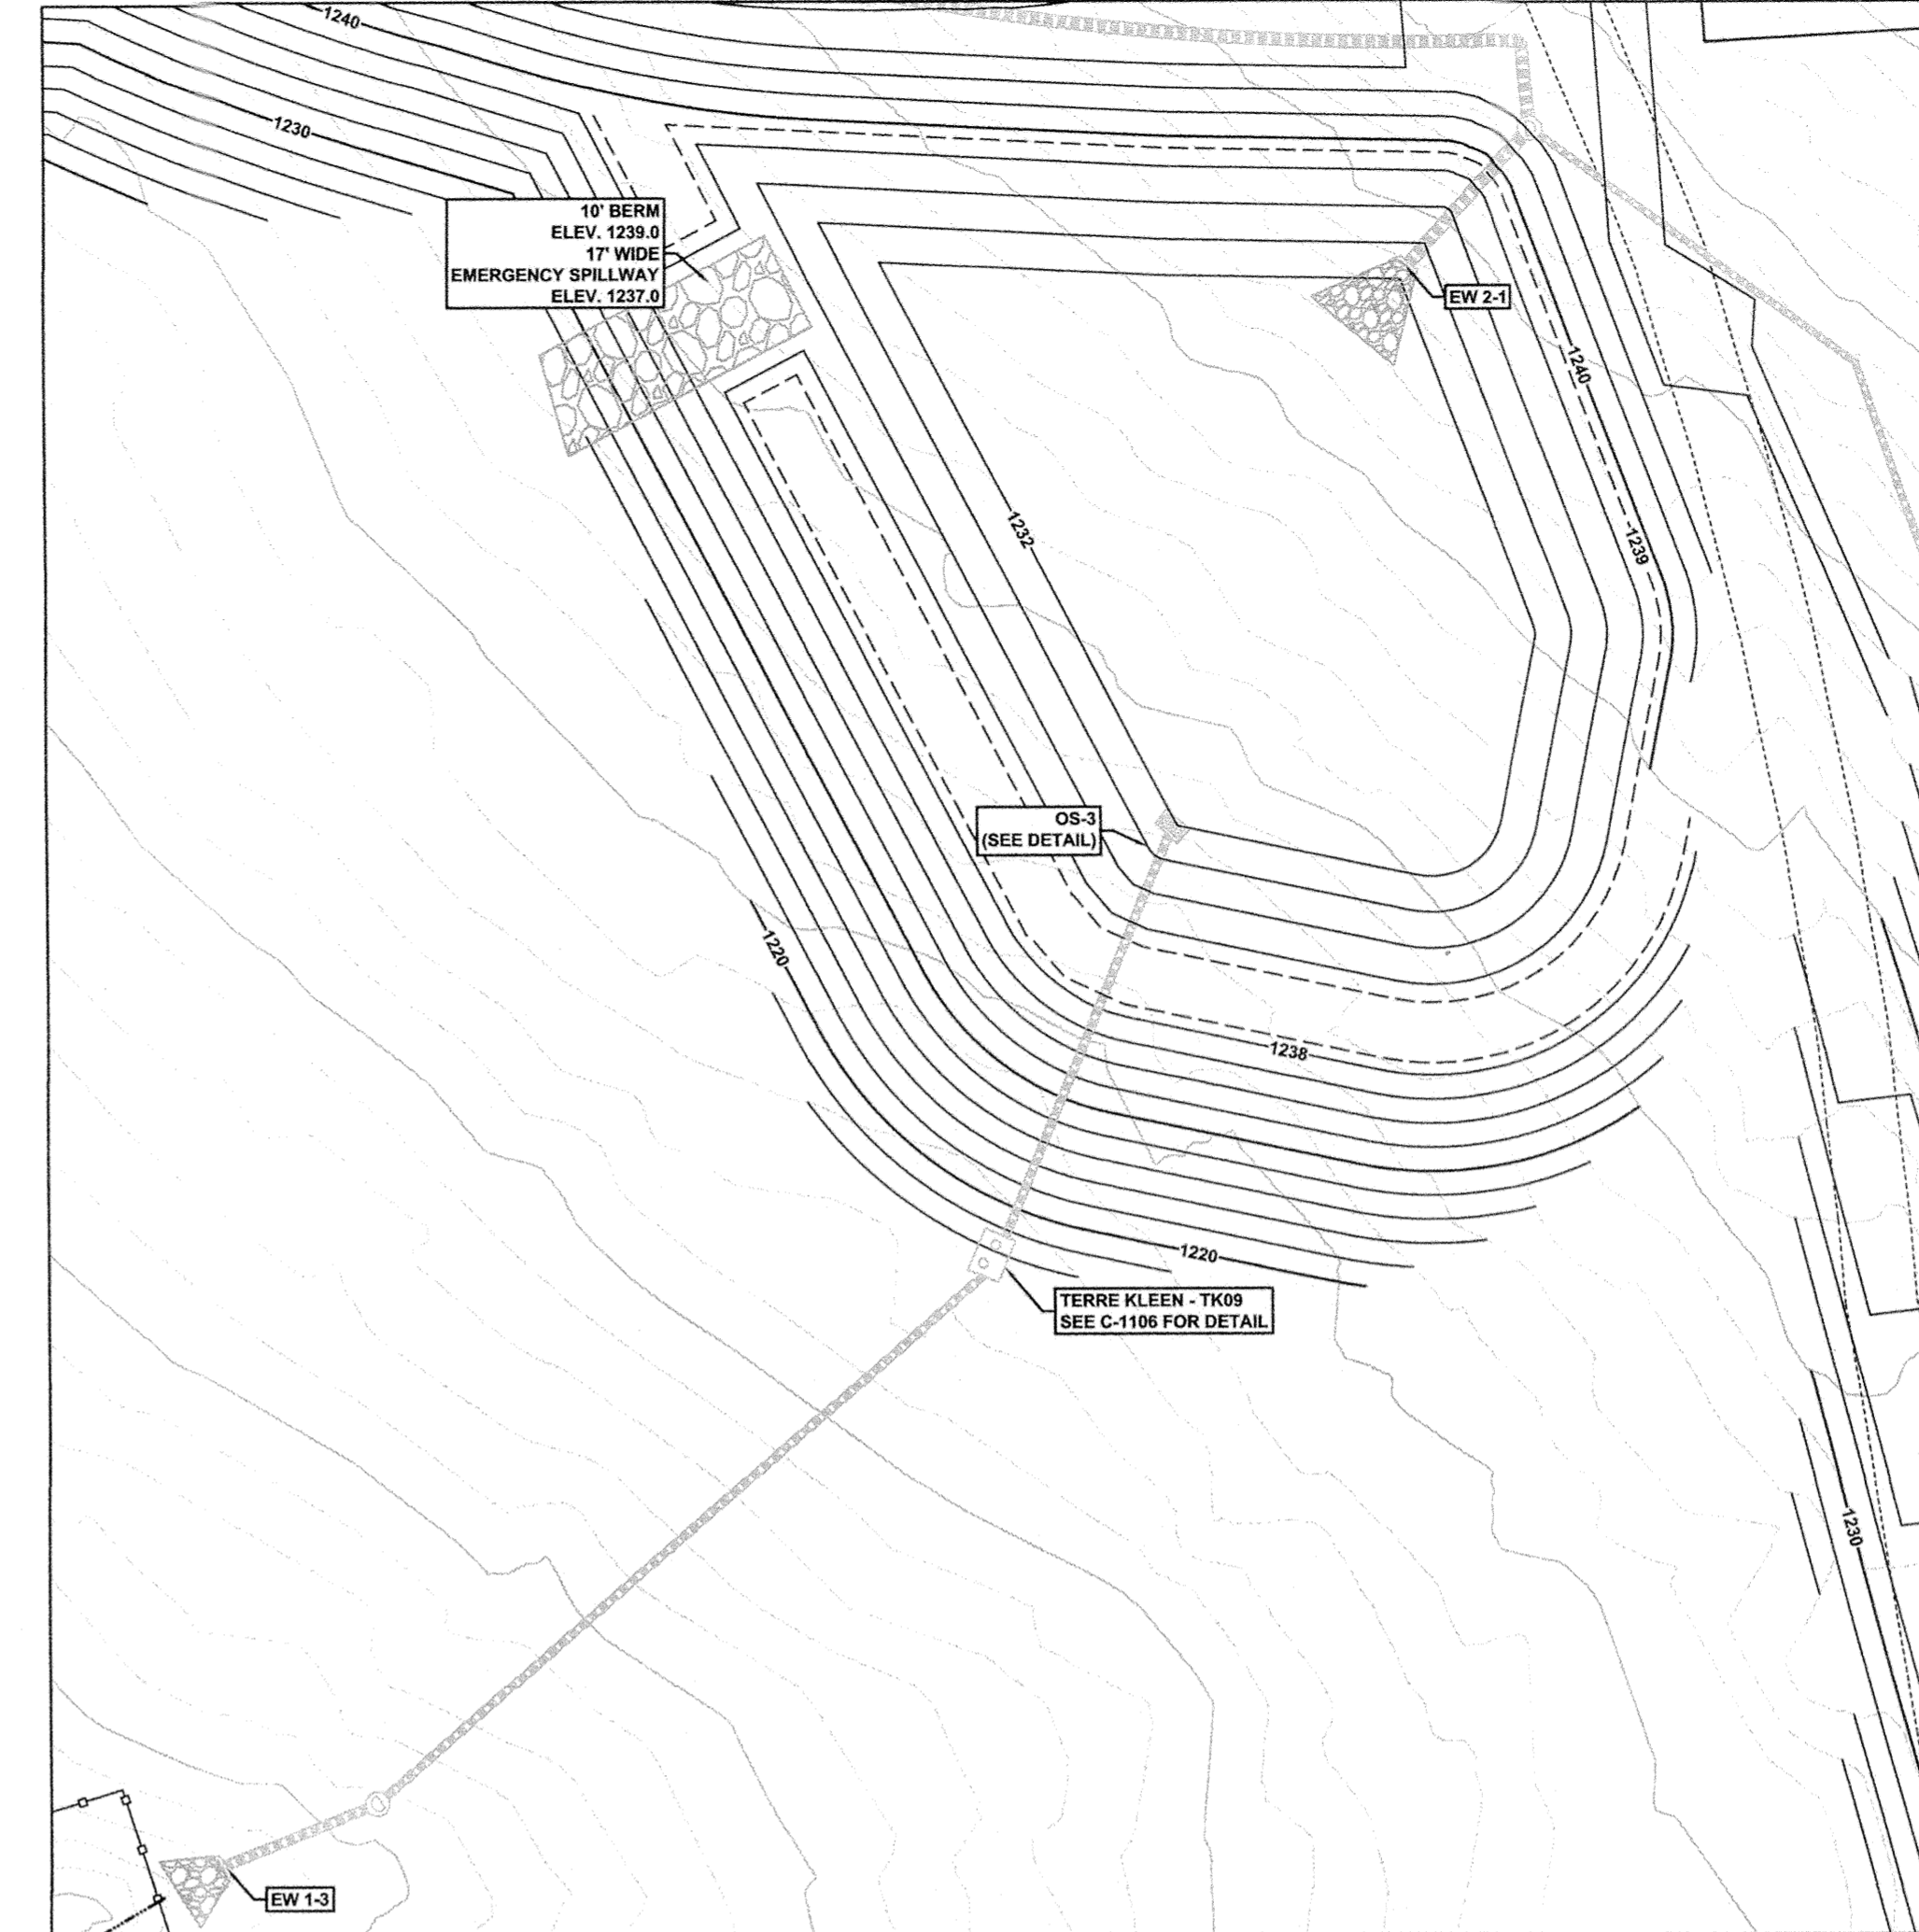 1240
1230
10' BERM
ELEV. 1239.0
17' WIDE
EMERGENCY SPILLWAY
ELEV. 1237.0
EW 2-1
1240
1232
1239
OS-3
(SEE DETAIL)
1220
1238
1220
TERRE KLEEN - TK09
SEE C-1106 FOR DETAIL
1230
EW 1-3